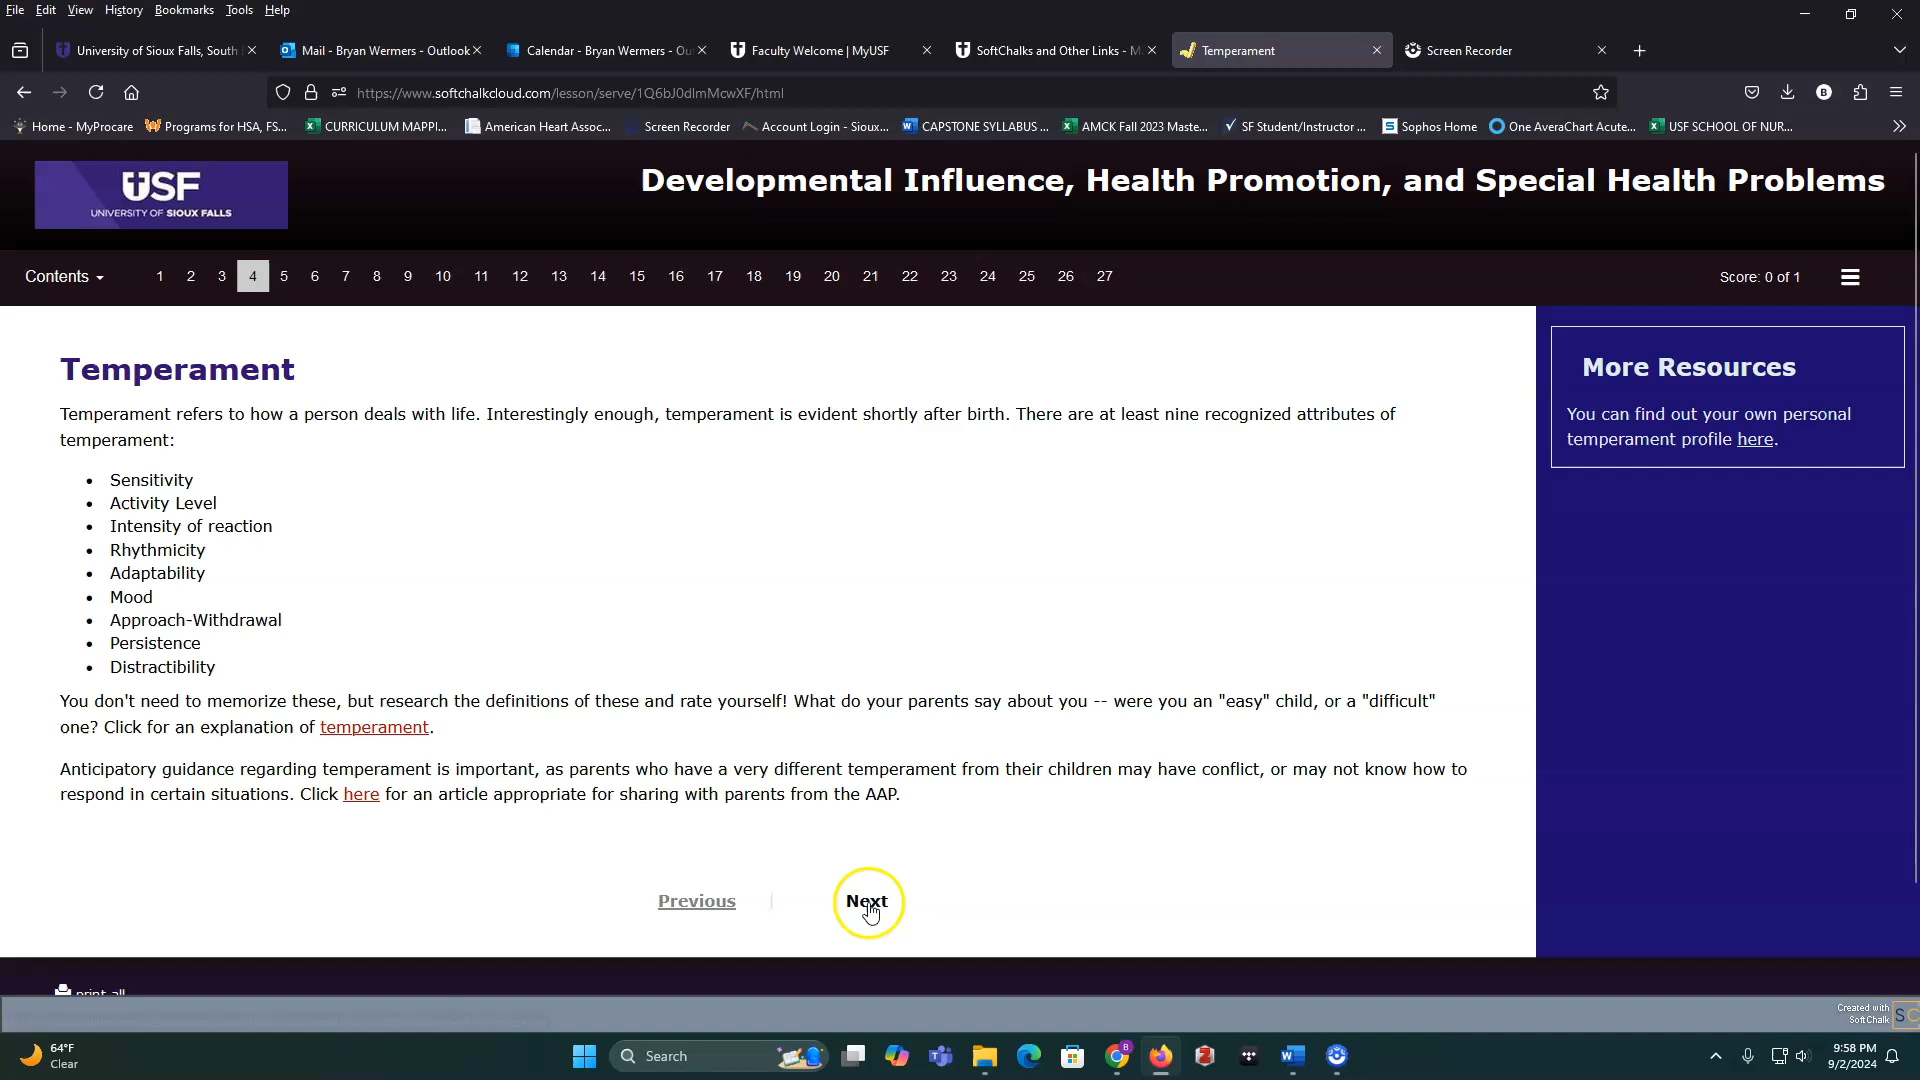 File Edit View History Bookmarks Tools Help
University of Sioux Falls, South
Mail - Bryan Wermers - Outlook
Calendar - Bryan Wermers - Ou
Faculty Welcome | MyUSF
SoftChalks and Other Links - M
Temperament
Screen Recorder
https://www.softchalkcloud.com/lesson/serve/1Q6bJ0dlmMcwXF/html
B
Home - MyProcare
Programs for HSA, FS...
CURRICULUM MAPPI...
American Heart Assoc...
Screen Recorder
Account Login - Sioux...
CAPSTONE SYLLABUS ...
AMCK Fall 2023 Maste...
SF Student/Instructor ...
Sophos Home
One AveraChart Acute...
USF SCHOOL OF NUR...
USF
UNIVERSITY OF SIOUX FALLS
Developmental Influence, Health Promotion, and Special Health Problems
Contents 1 2 3 4 5 6 7 8 9 10 11 12 13 14 15 16 17 18 19 20 21 22 23 24 25 26 27 Score: 0 of 1
Temperament
Temperament refers to how a person deals with life. Interestingly enough, temperament is evident shortly after birth. There are at least nine recognized attributes of
temperament:
• Sensitivity
• Activity Level
• Intensity of reaction
• Rhythmicity
• Adaptability
• Mood
• Approach-Withdrawal
• Persistence
• Distractibility
You don't need to memorize these, but research the definitions of these and rate yourself! What do your parents say about you -- were you an "easy" child, or a "difficult"
one? Click for an explanation of temperament.
Anticipatory guidance regarding temperament is important, as parents who have a very different temperament from their children may have conflict, or may not know how to
respond in certain situations. Click here for an article appropriate for sharing with parents from the AAP.
Previous | Next
More Resources
You can find out your own personal
temperament profile here.
print all
Created with
SoftChalk
SC
64°F
Clear
Search
B
9:58 PM
9/2/2024